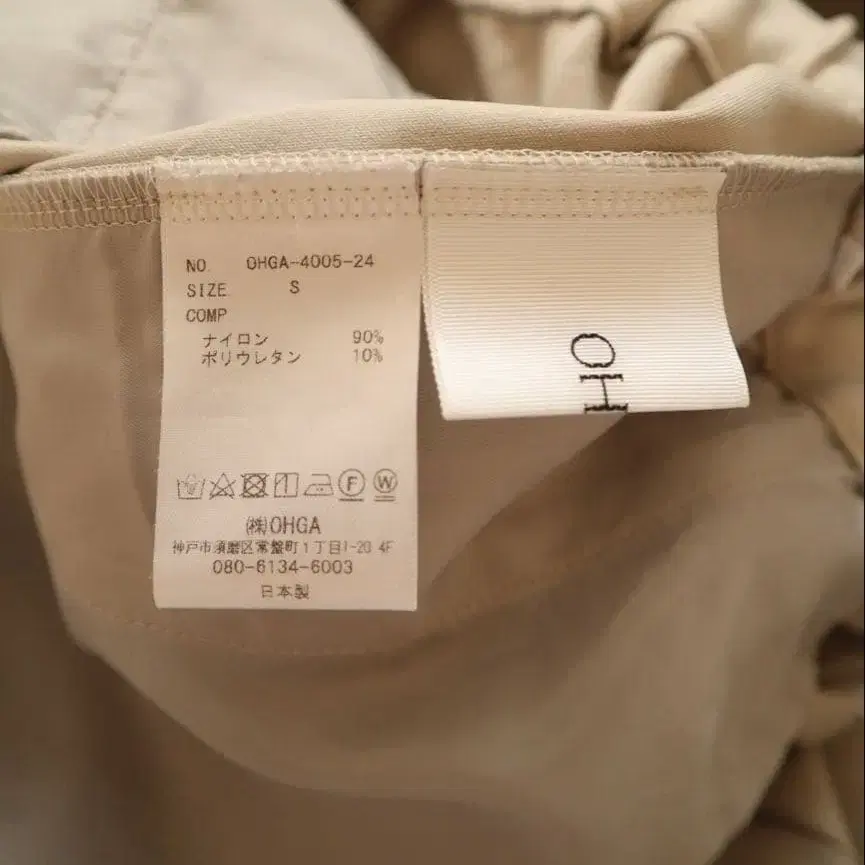 NO. OHGA-4005-24
SIZE. S
COMP
ナイロン 90%
ポリウレタン 10%
F W
㈱OHGA
神戸市須磨区常盤町1丁目1-20 4F
080-6134-6003
日本製
OH